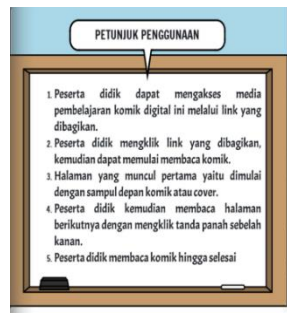 PETUNJUK PENGGUNAAN
1. Peserta didik dapat mengakses media
pembelajaran komik digital ini melalui link yang
dibagikan.
2. Peserta didik mengklik link yang dibagikan,
kemudian dapat memulai membaca komik.
3. Halaman yang muncul pertama yaitu dimulai
dengan sampul depan komik atau cover.
4. Peserta didik kemudian membaca halaman
berikutnya dengan mengklik tanda panah sebelah
kanan.
5. Peserta didik membaca komik hingga selesai